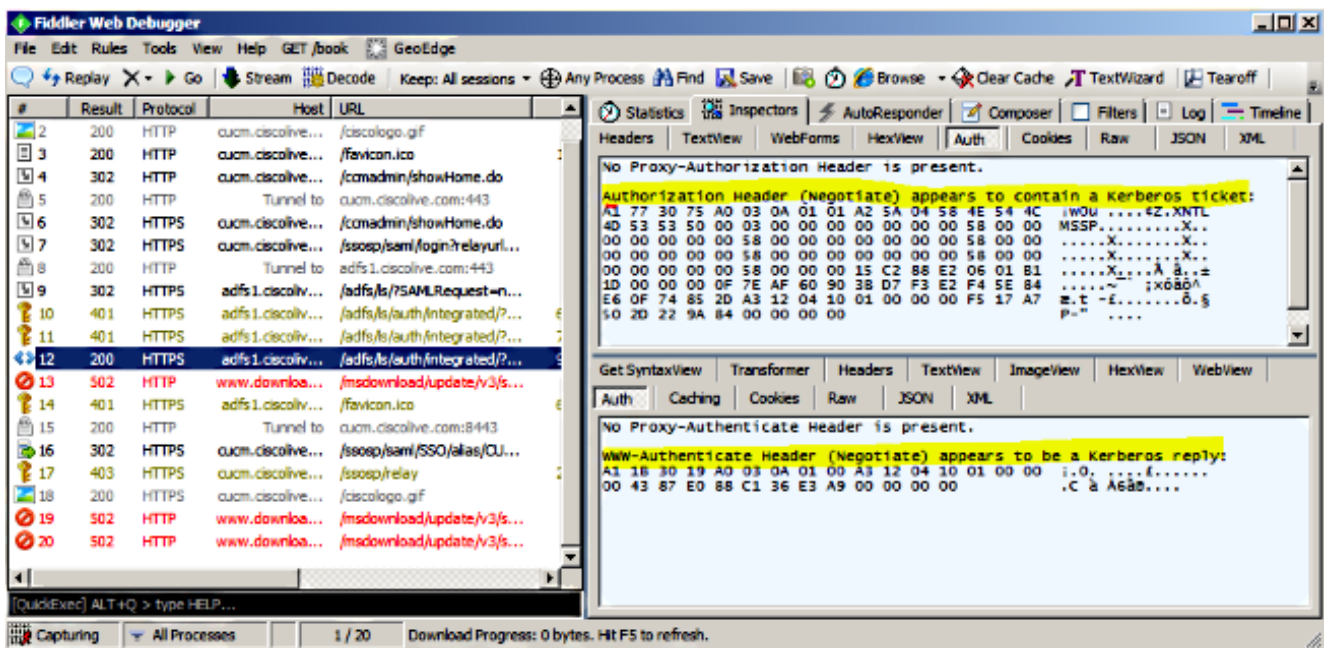 Fiddler Web Debugger
File Edit Rules Tools View Help GET /book GeoEdge
Replay Go Stream Decode Keep: All sessions Any Process Find Save Browse Clear Cache TextWizard Tearoff
# Result Protocol Host URL
2 200 HTTP cucm.ciscolive... /ciscologo.gif
3 200 HTTP cucm.ciscolive... /favicon.ico
4 302 HTTP cucm.ciscolive... /ccmadmin/showHome.do
5 200 HTTP Tunnel to cucm.ciscolive.com:443
6 302 HTTPS cucm.ciscolive... /ccmadmin/showHome.do
7 302 HTTPS cucm.ciscolive... /ssosp/saml/login?relayurl...
8 200 HTTP Tunnel to adfs1.ciscolive.com:443
9 302 HTTPS adfs1.ciscoliv... /adfs/ls/?SAMLRequest=n...
10 401 HTTPS adfs1.ciscoliv... /adfs/ls/auth/integrated/?...
11 401 HTTPS adfs1.ciscoliv... /adfs/ls/auth/integrated/?...
12 200 HTTPS adfs1.ciscoliv... /adfs/ls/auth/integrated/?...
13 502 HTTP www.downloa... /msdownload/update/v3/s...
14 401 HTTPS adfs1.ciscoliv... /favicon.ico
15 200 HTTP Tunnel to cucm.ciscolive.com:8443
16 302 HTTPS cucm.ciscolive... /ssosp/saml/SSO/alias/CU...
17 403 HTTPS cucm.ciscolive... /ssosp/relay
18 200 HTTPS cucm.ciscolive... /ciscologo.gif
19 502 HTTP www.downloa... /msdownload/update/v3/s...
20 502 HTTP www.downloa... /msdownload/update/v3/s...
[QuickExec] ALT+Q > type HELP...
Statistics Inspectors AutoResponder Composer Filters Log Timeline
Headers TextView WebForms HexView Auth Cookies Raw JSON XML
No Proxy-Authorization Header is present.
Authorization Header (Negotiate) appears to contain a Kerberos ticket:
A1 77 30 75 A0 03 0A 01 01 A2 5A 04 58 4E 54 4C
4D 53 53 50 00 03 00 00 00 00 00 00 00 58 00 00 MSSP.........X..
00 00 00 00 00 58 00 00 00 00 00 00 00 58 00 00 .....X.......X..
00 00 00 00 00 58 00 00 00 00 00 00 00 58 00 00 .....X.......X..
00 00 00 00 00 58 00 00 00 15 C2 88 E2 06 01 B1
1D 00 00 00 0F 7E AF 60 90 3B D7 F3 E2 F4 5E 84
E6 0F 74 85 2D A3 12 04 10 01 00 00 00 F5 17 A7
50 2D 22 9A 84 00 00 00 00
Get SyntaxView Transformer Headers TextView ImageView HexView WebView
Auth Caching Cookies Raw JSON XML
No Proxy-Authenticate Header is present.
WWW-Authenticate Header (Negotiate) appears to be a Kerberos reply:
A1 1B 30 19 A0 03 0A 01 00 A3 12 04 10 01 00 00
00 43 87 E0 88 C1 36 E3 A9 00 00 00 00
Capturing All Processes 1 / 20 Download Progress: 0 bytes. Hit F5 to refresh.